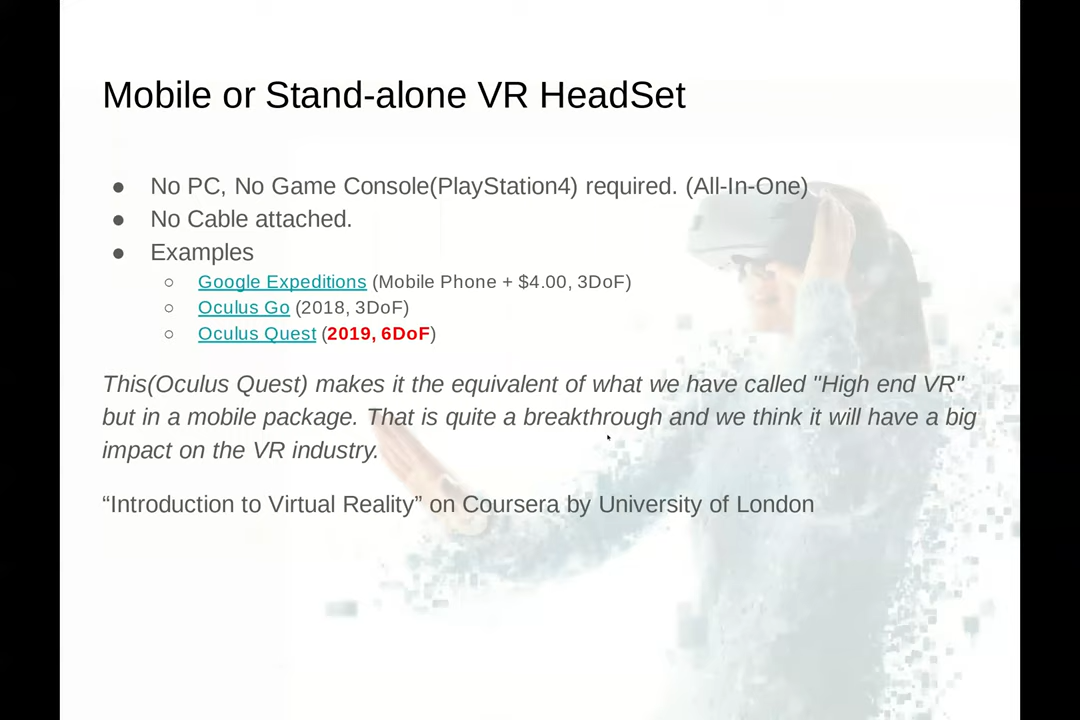 Mobile or Stand-alone VR HeadSet
● No PC, No Game Console(PlayStation4) required. (All-In-One)
● No Cable attached.
● Examples
○ Google Expeditions (Mobile Phone + $4.00, 3DoF)
○ Oculus Go (2018, 3DoF)
○ Oculus Quest (2019, 6DoF)
This(Oculus Quest) makes it the equivalent of what we have called "High end VR"
but in a mobile package. That is quite a breakthrough and we think it will have a big
impact on the VR industry.
“Introduction to Virtual Reality” on Coursera by University of London